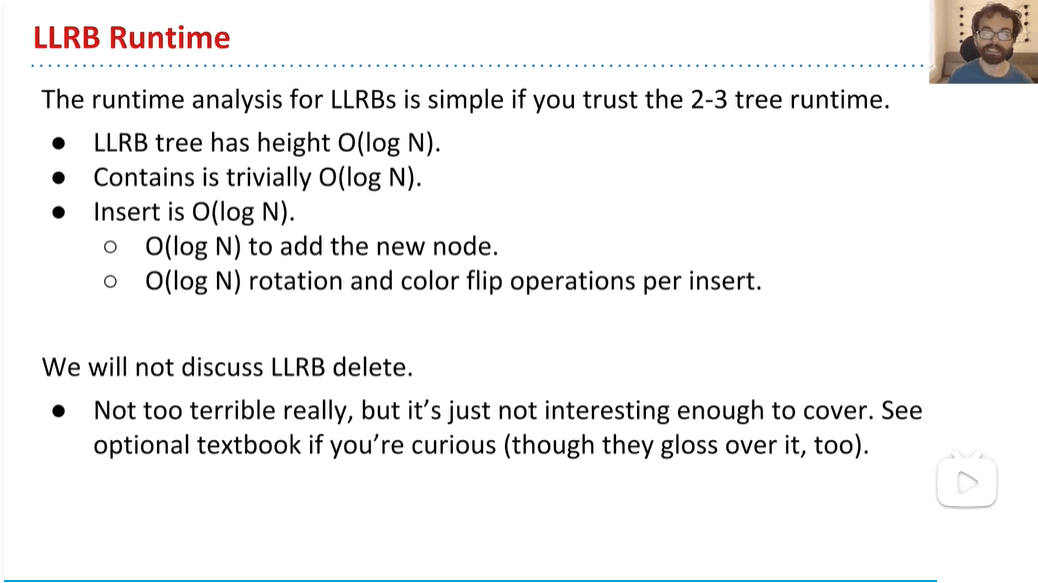 LLRB Runtime
The runtime analysis for LLRBs is simple if you trust the 2-3 tree runtime.
● LLRB tree has height O(log N).
● Contains is trivially O(log N).
● Insert is O(log N).
○ O(log N) to add the new node.
○ O(log N) rotation and color flip operations per insert.
We will not discuss LLRB delete.
● Not too terrible really, but it’s just not interesting enough to cover. See
optional textbook if you’re curious (though they gloss over it, too).